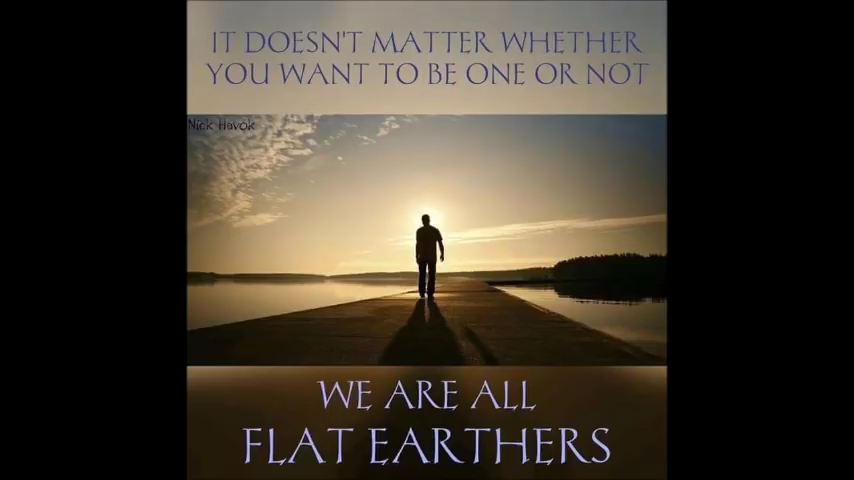 IT DOESN'T MATTER WHETHER
YOU WANT TO BE ONE OR NOT
Nick Havok
WE ARE ALL
FLAT EARTHERS